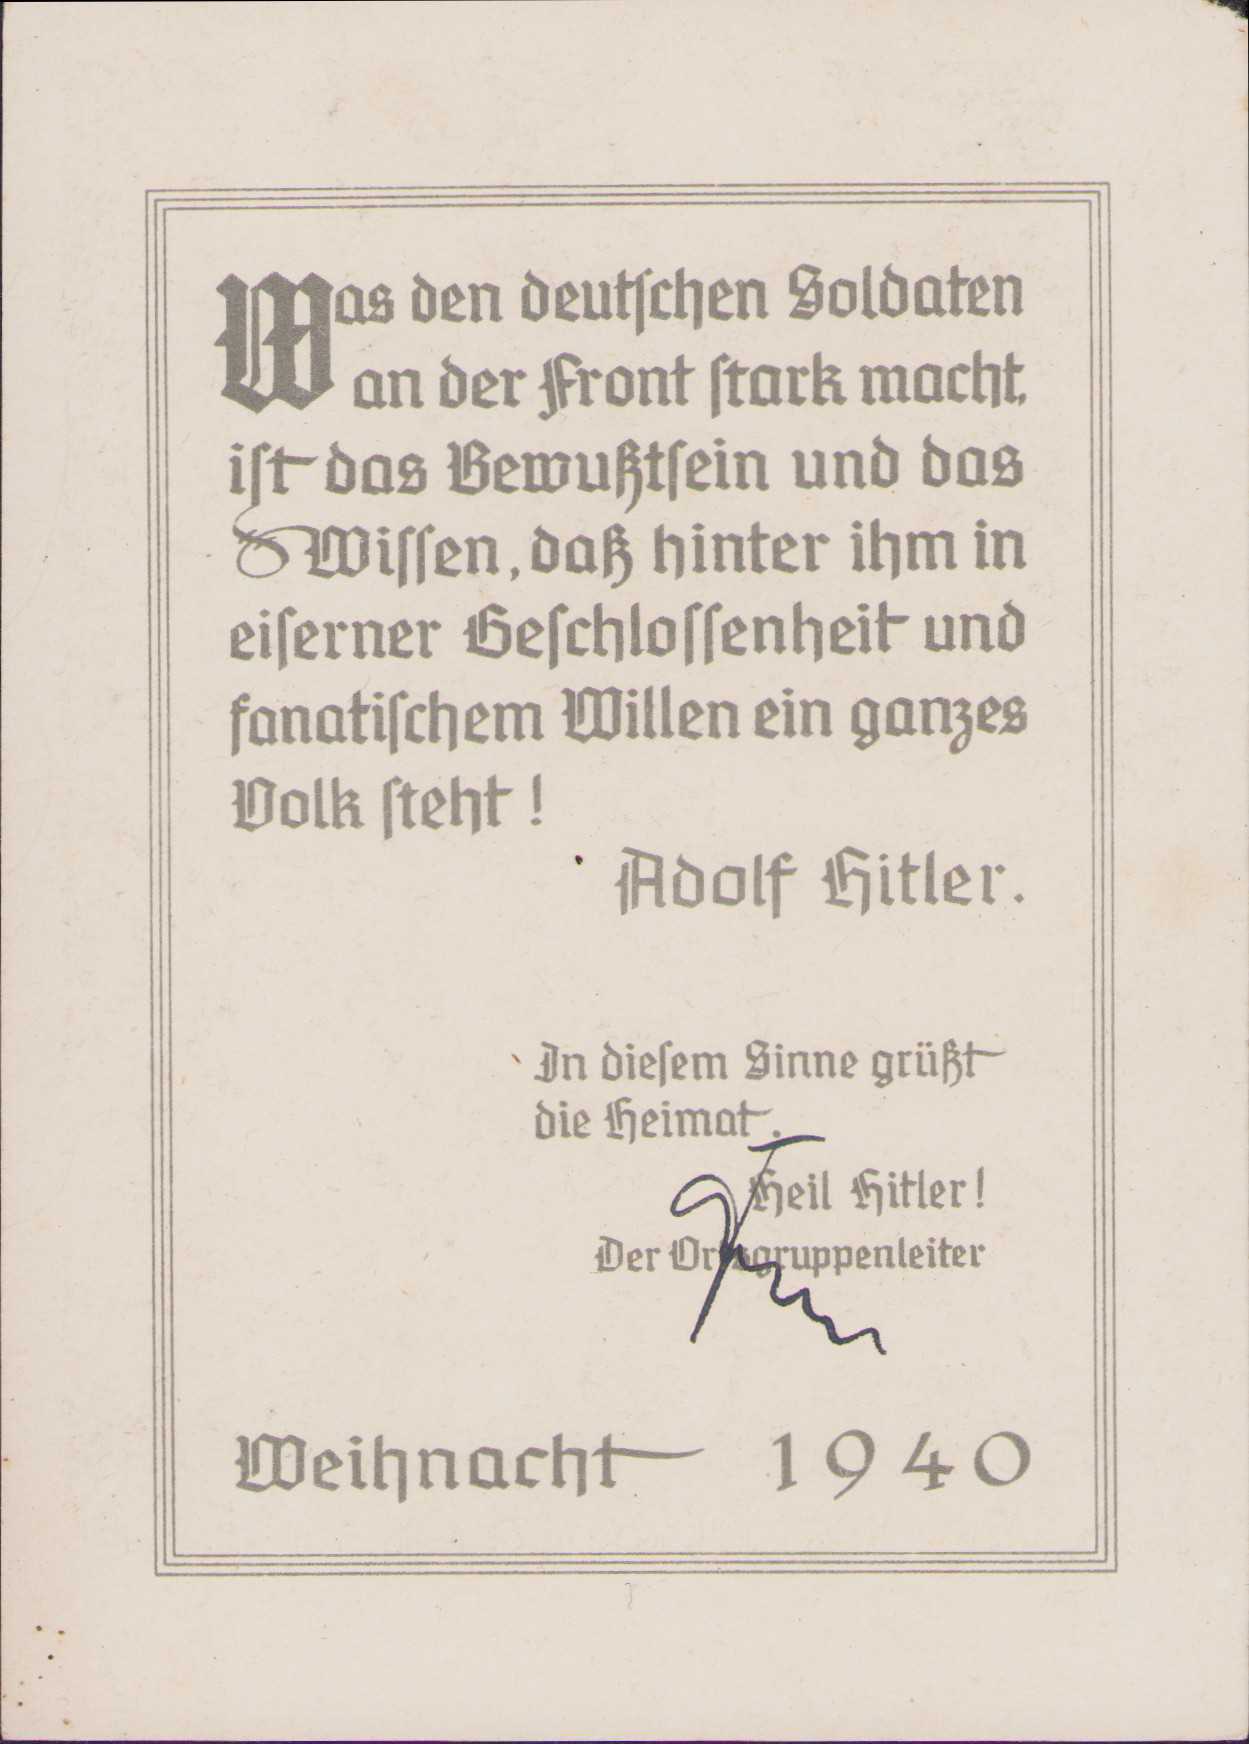 Was den deutschen Soldaten
an der Front stark macht,
ist das Bewußtsein und das
Wissen, daß hinter ihm in
eiserner Geschlossenheit und
fanatischem Willen ein ganzes
Volk steht!
Adolf Hitler.
In diesem Sinne grüßt
die Heimat.
Heil Hitler!
Der Ortsgruppenleiter
Weihnacht 1940